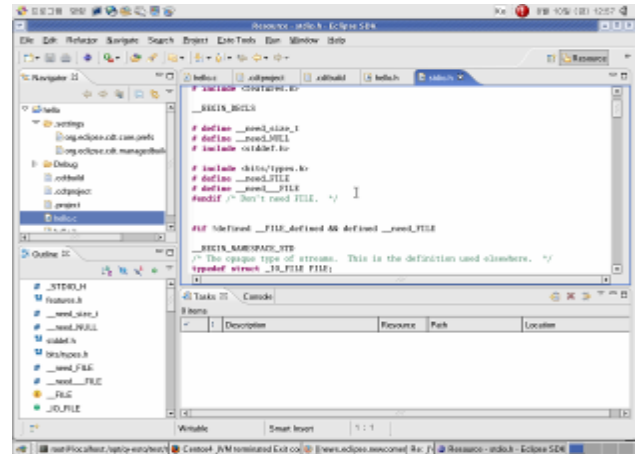 Resource - stdio.h - Eclipse SDK
File Edit Refactor Navigate Search Project Run Window Help
Resource
Navigator
hello.c .cdtproject .cdtbuild hello.h stdio.h
hello
.settings
org.eclipse.cdt.core.prefs
org.eclipse.cdt.managedbuild
Debug
.cdtbuild
.cdtproject
.project
hello.c
# include <features.h>
__BEGIN_DECLS
# define __need_size_t
# define __need_NULL
# include <stddef.h>
# include <bits/types.h>
# define __need_FILE
# define __need___FILE
#endif /* Don't need FILE. */
#if !defined __FILE_defined && defined __need_FILE
__BEGIN_NAMESPACE_STD
/* The opaque type of streams. This is the definition used elsewhere. */
typedef struct _IO_FILE FILE;
Outline
_STDIO_H
features.h
__need_size_t
__need_NULL
stddef.h
bits/types.h
__need_FILE
__need___FILE
__FILE
_IO_FILE
Tasks Console
0 items
! Description Resource Path Location
Writable Smart Insert 1 : 1
Resource - stdio.h - Eclipse SDK